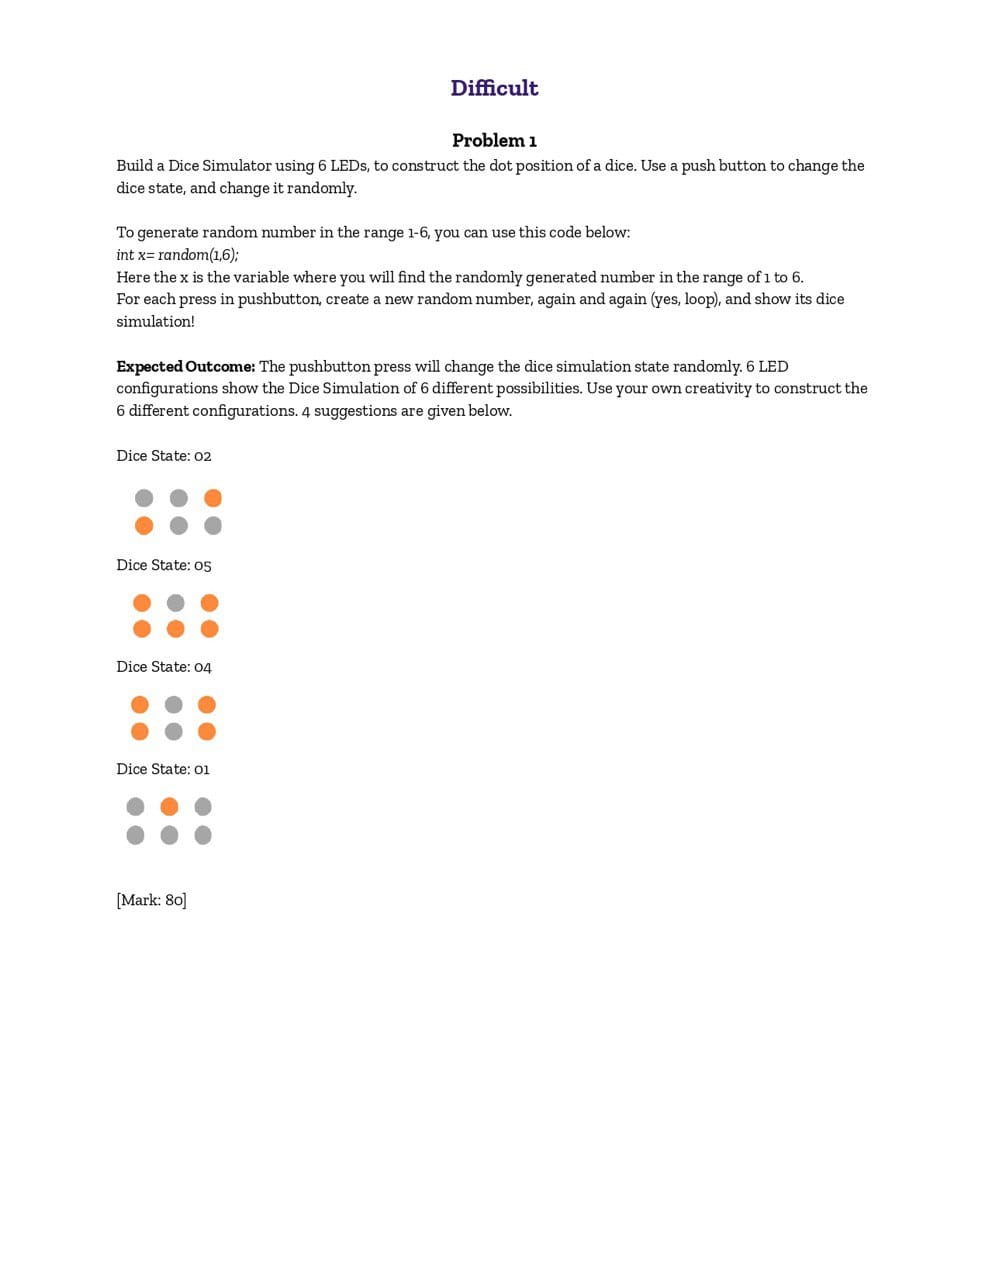 Difficult
Problem 1
Build a Dice Simulator using 6 LEDs, to construct the dot position of a dice. Use a push button to change the
dice state, and change it randomly.
To generate random number in the range 1-6, you can use this code below:
int x= random(1,6);
Here the x is the variable where you will find the randomly generated number in the range of 1 to 6.
For each press in pushbutton, create a new random number, again and again (yes, loop), and show its dice
simulation!
Expected Outcome: The pushbutton press will change the dice simulation state randomly. 6 LED
configurations show the Dice Simulation of 6 different possibilities. Use your own creativity to construct the
6 different configurations. 4 suggestions are given below.
Dice State: 02
Dice State: 05
Dice State: 04
Dice State: 01
[Mark: 80]